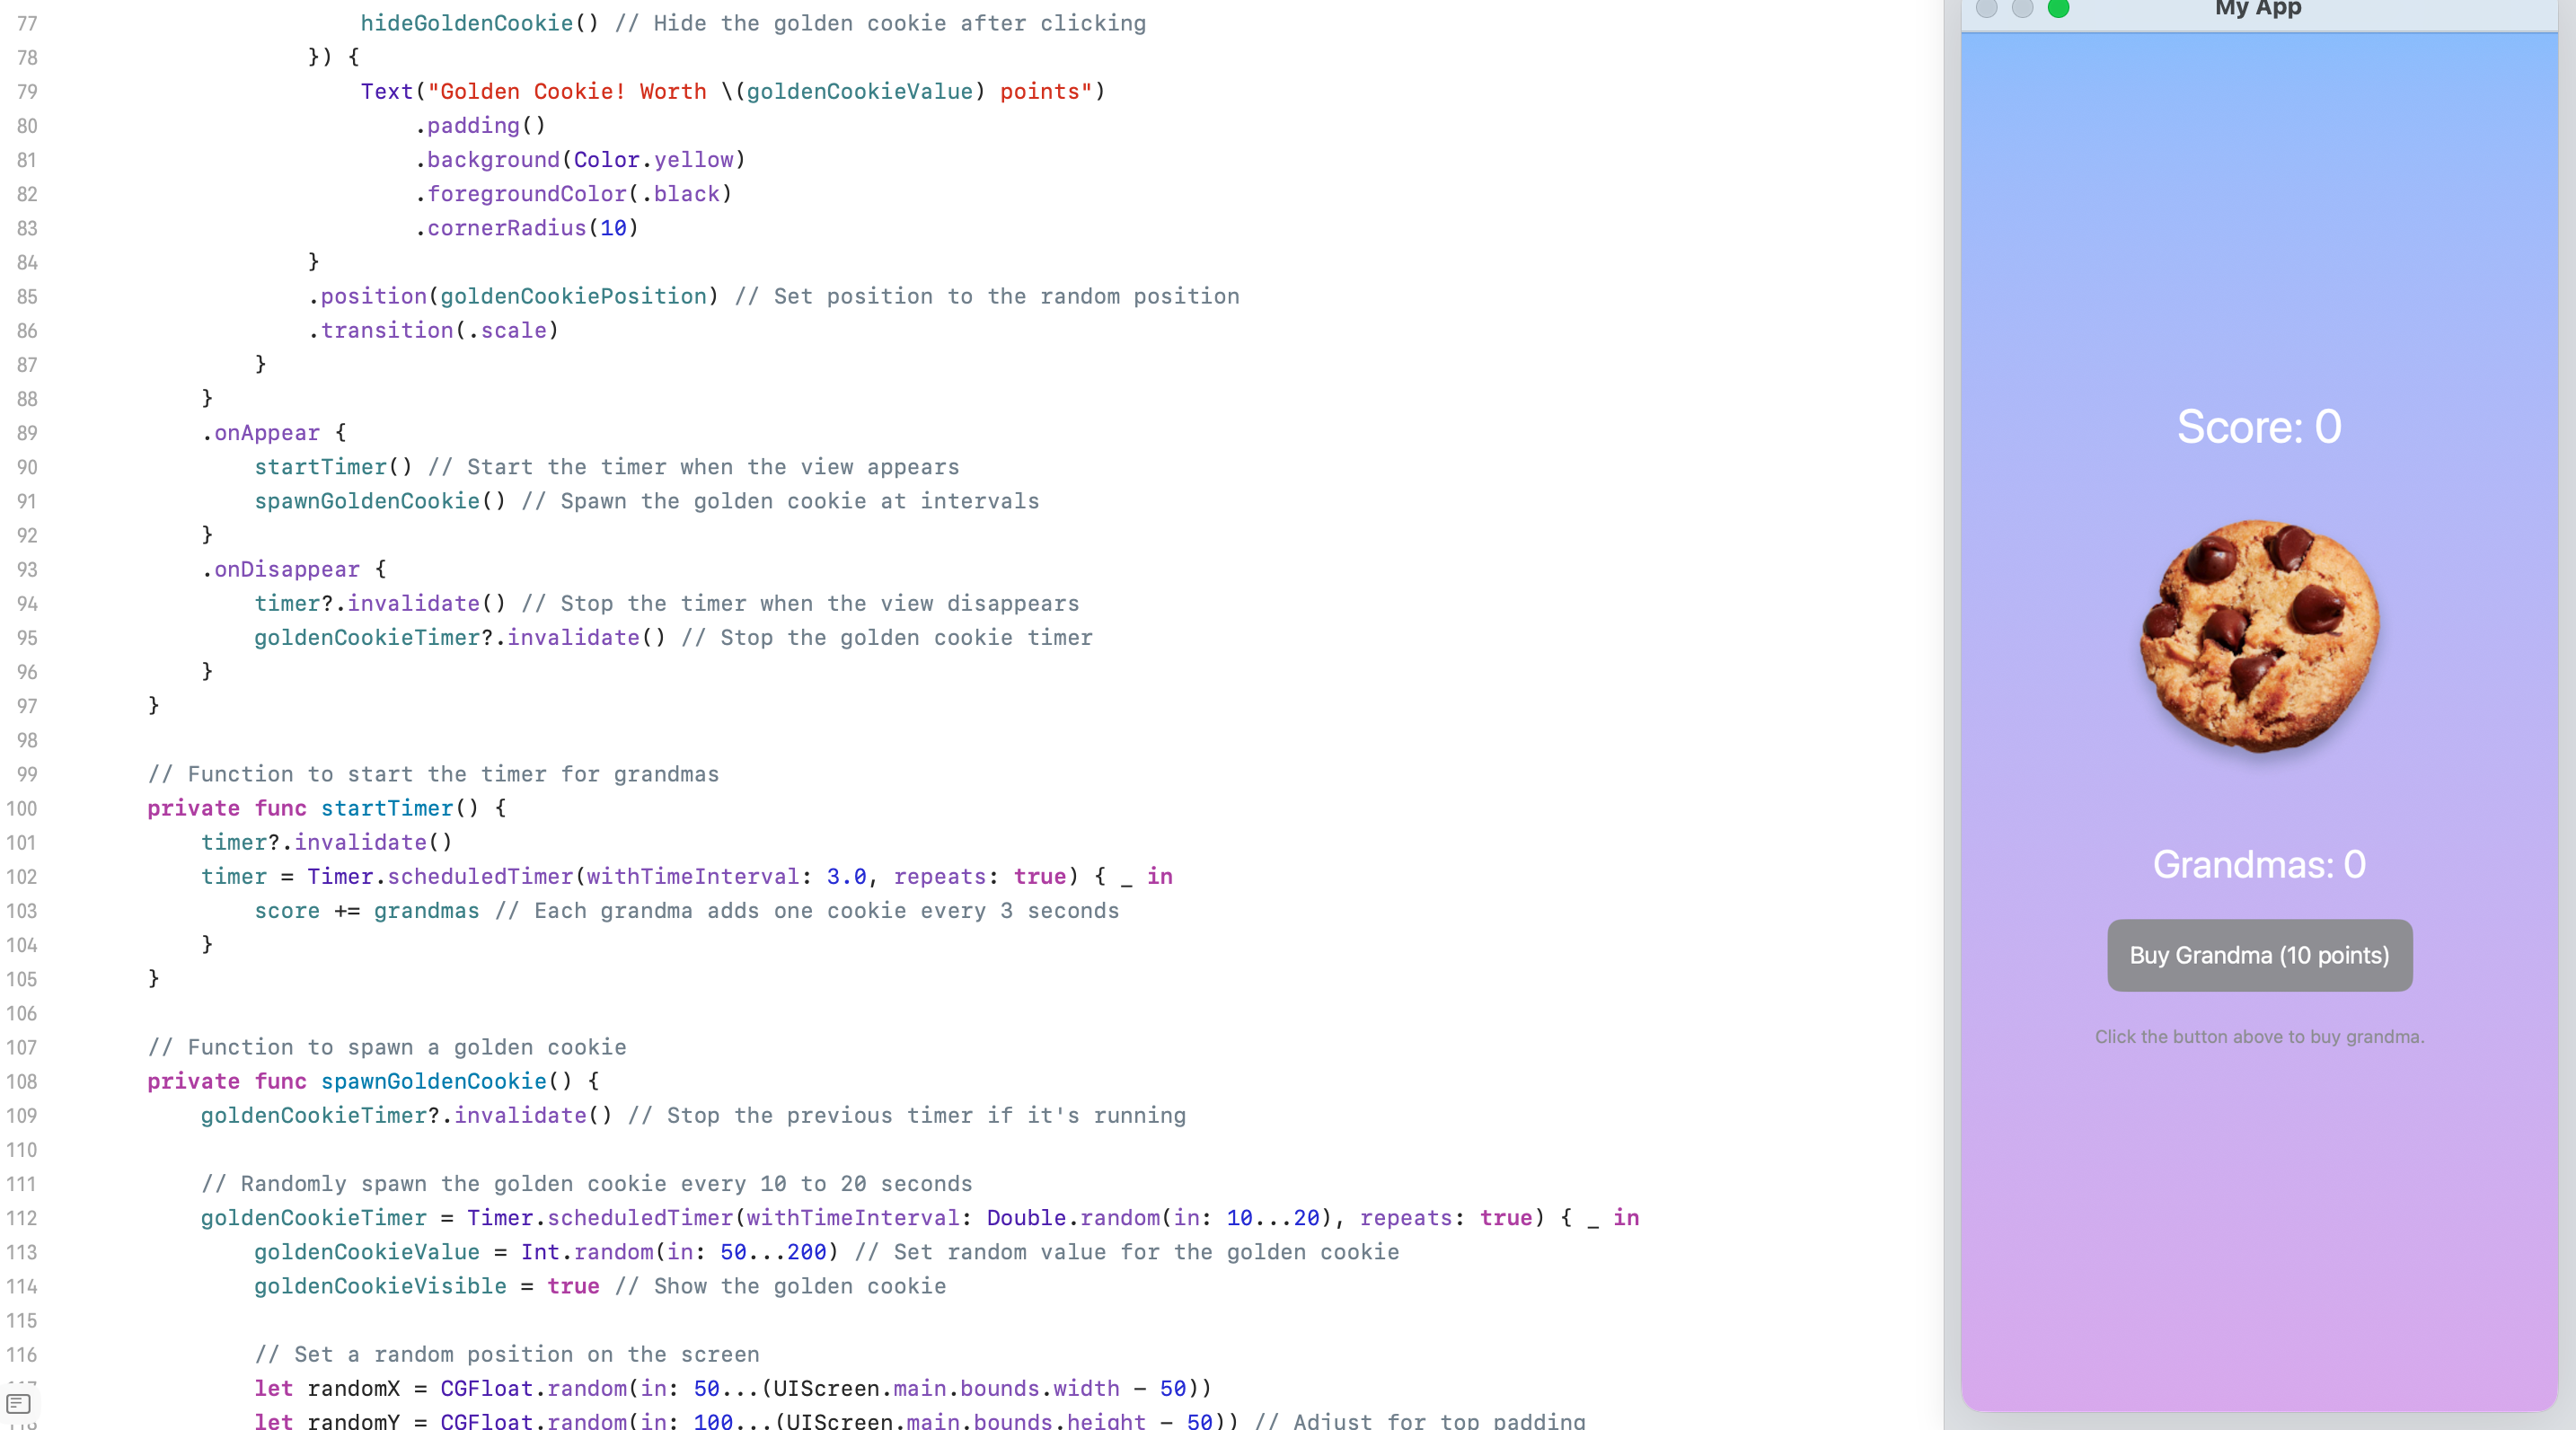 77 hideGoldenCookie() // Hide the golden cookie after clicking
78 }) {
79 Text("Golden Cookie! Worth \(goldenCookieValue) points")
80 .padding()
81 .background(Color.yellow)
82 .foregroundColor(.black)
83 .cornerRadius(10)
84 }
85 .position(goldenCookiePosition) // Set position to the random position
86 .transition(.scale)
87 }
88 }
89 .onAppear {
90 startTimer() // Start the timer when the view appears
91 spawnGoldenCookie() // Spawn the golden cookie at intervals
92 }
93 .onDisappear {
94 timer?.invalidate() // Stop the timer when the view disappears
95 goldenCookieTimer?.invalidate() // Stop the golden cookie timer
96 }
97 }
98
99 // Function to start the timer for grandmas
100 private func startTimer() {
101 timer?.invalidate()
102 timer = Timer.scheduledTimer(withTimeInterval: 3.0, repeats: true) { _ in
103 score += grandmas // Each grandma adds one cookie every 3 seconds
104 }
105 }
106
107 // Function to spawn a golden cookie
108 private func spawnGoldenCookie() {
109 goldenCookieTimer?.invalidate() // Stop the previous timer if it's running
110
111 // Randomly spawn the golden cookie every 10 to 20 seconds
112 goldenCookieTimer = Timer.scheduledTimer(withTimeInterval: Double.random(in: 10...20), repeats: true) { _ in
113 goldenCookieValue = Int.random(in: 50...200) // Set random value for the golden cookie
114 goldenCookieVisible = true // Show the golden cookie
115
116 // Set a random position on the screen
let randomX = CGFloat.random(in: 50...(UIScreen.main.bounds.width - 50))
let randomY = CGFloat.random(in: 100...(UIScreen.main.bounds.height - 50)) // Adjust for top padding
My App
Score: 0
Grandmas: 0
Buy Grandma (10 points)
Click the button above to buy grandma.